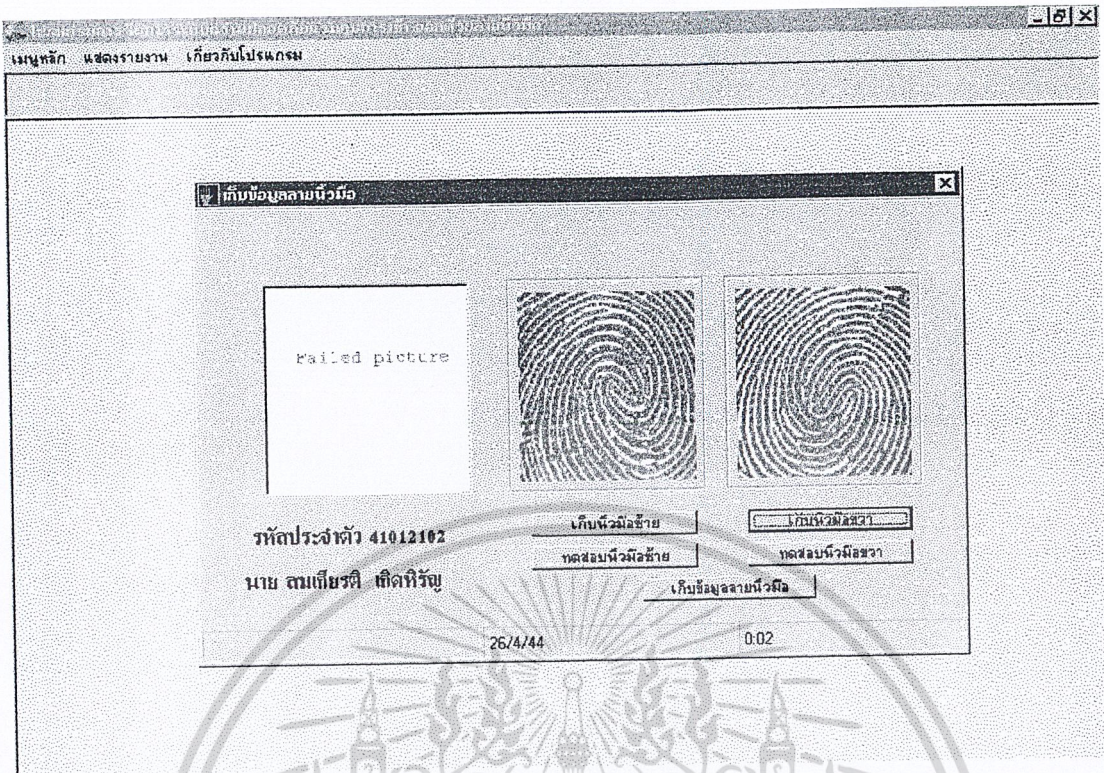 เมนูหลัก แสดงรายงาน เกี่ยวกับโปรแกรม
เก็บข้อมูลลายนิ้วมือ
Failed picture
เก็บนิ้วมือซ้าย
เก็บนิ้วมือขวา
รหัสประจำตัว 41012102
ทดสอบนิ้วมือซ้าย
ทดสอบนิ้วมือขวา
นาย สมเกียรติ เทิดหิรัญ
เก็บข้อมูลลายนิ้วมือ
26/4/44
0:02